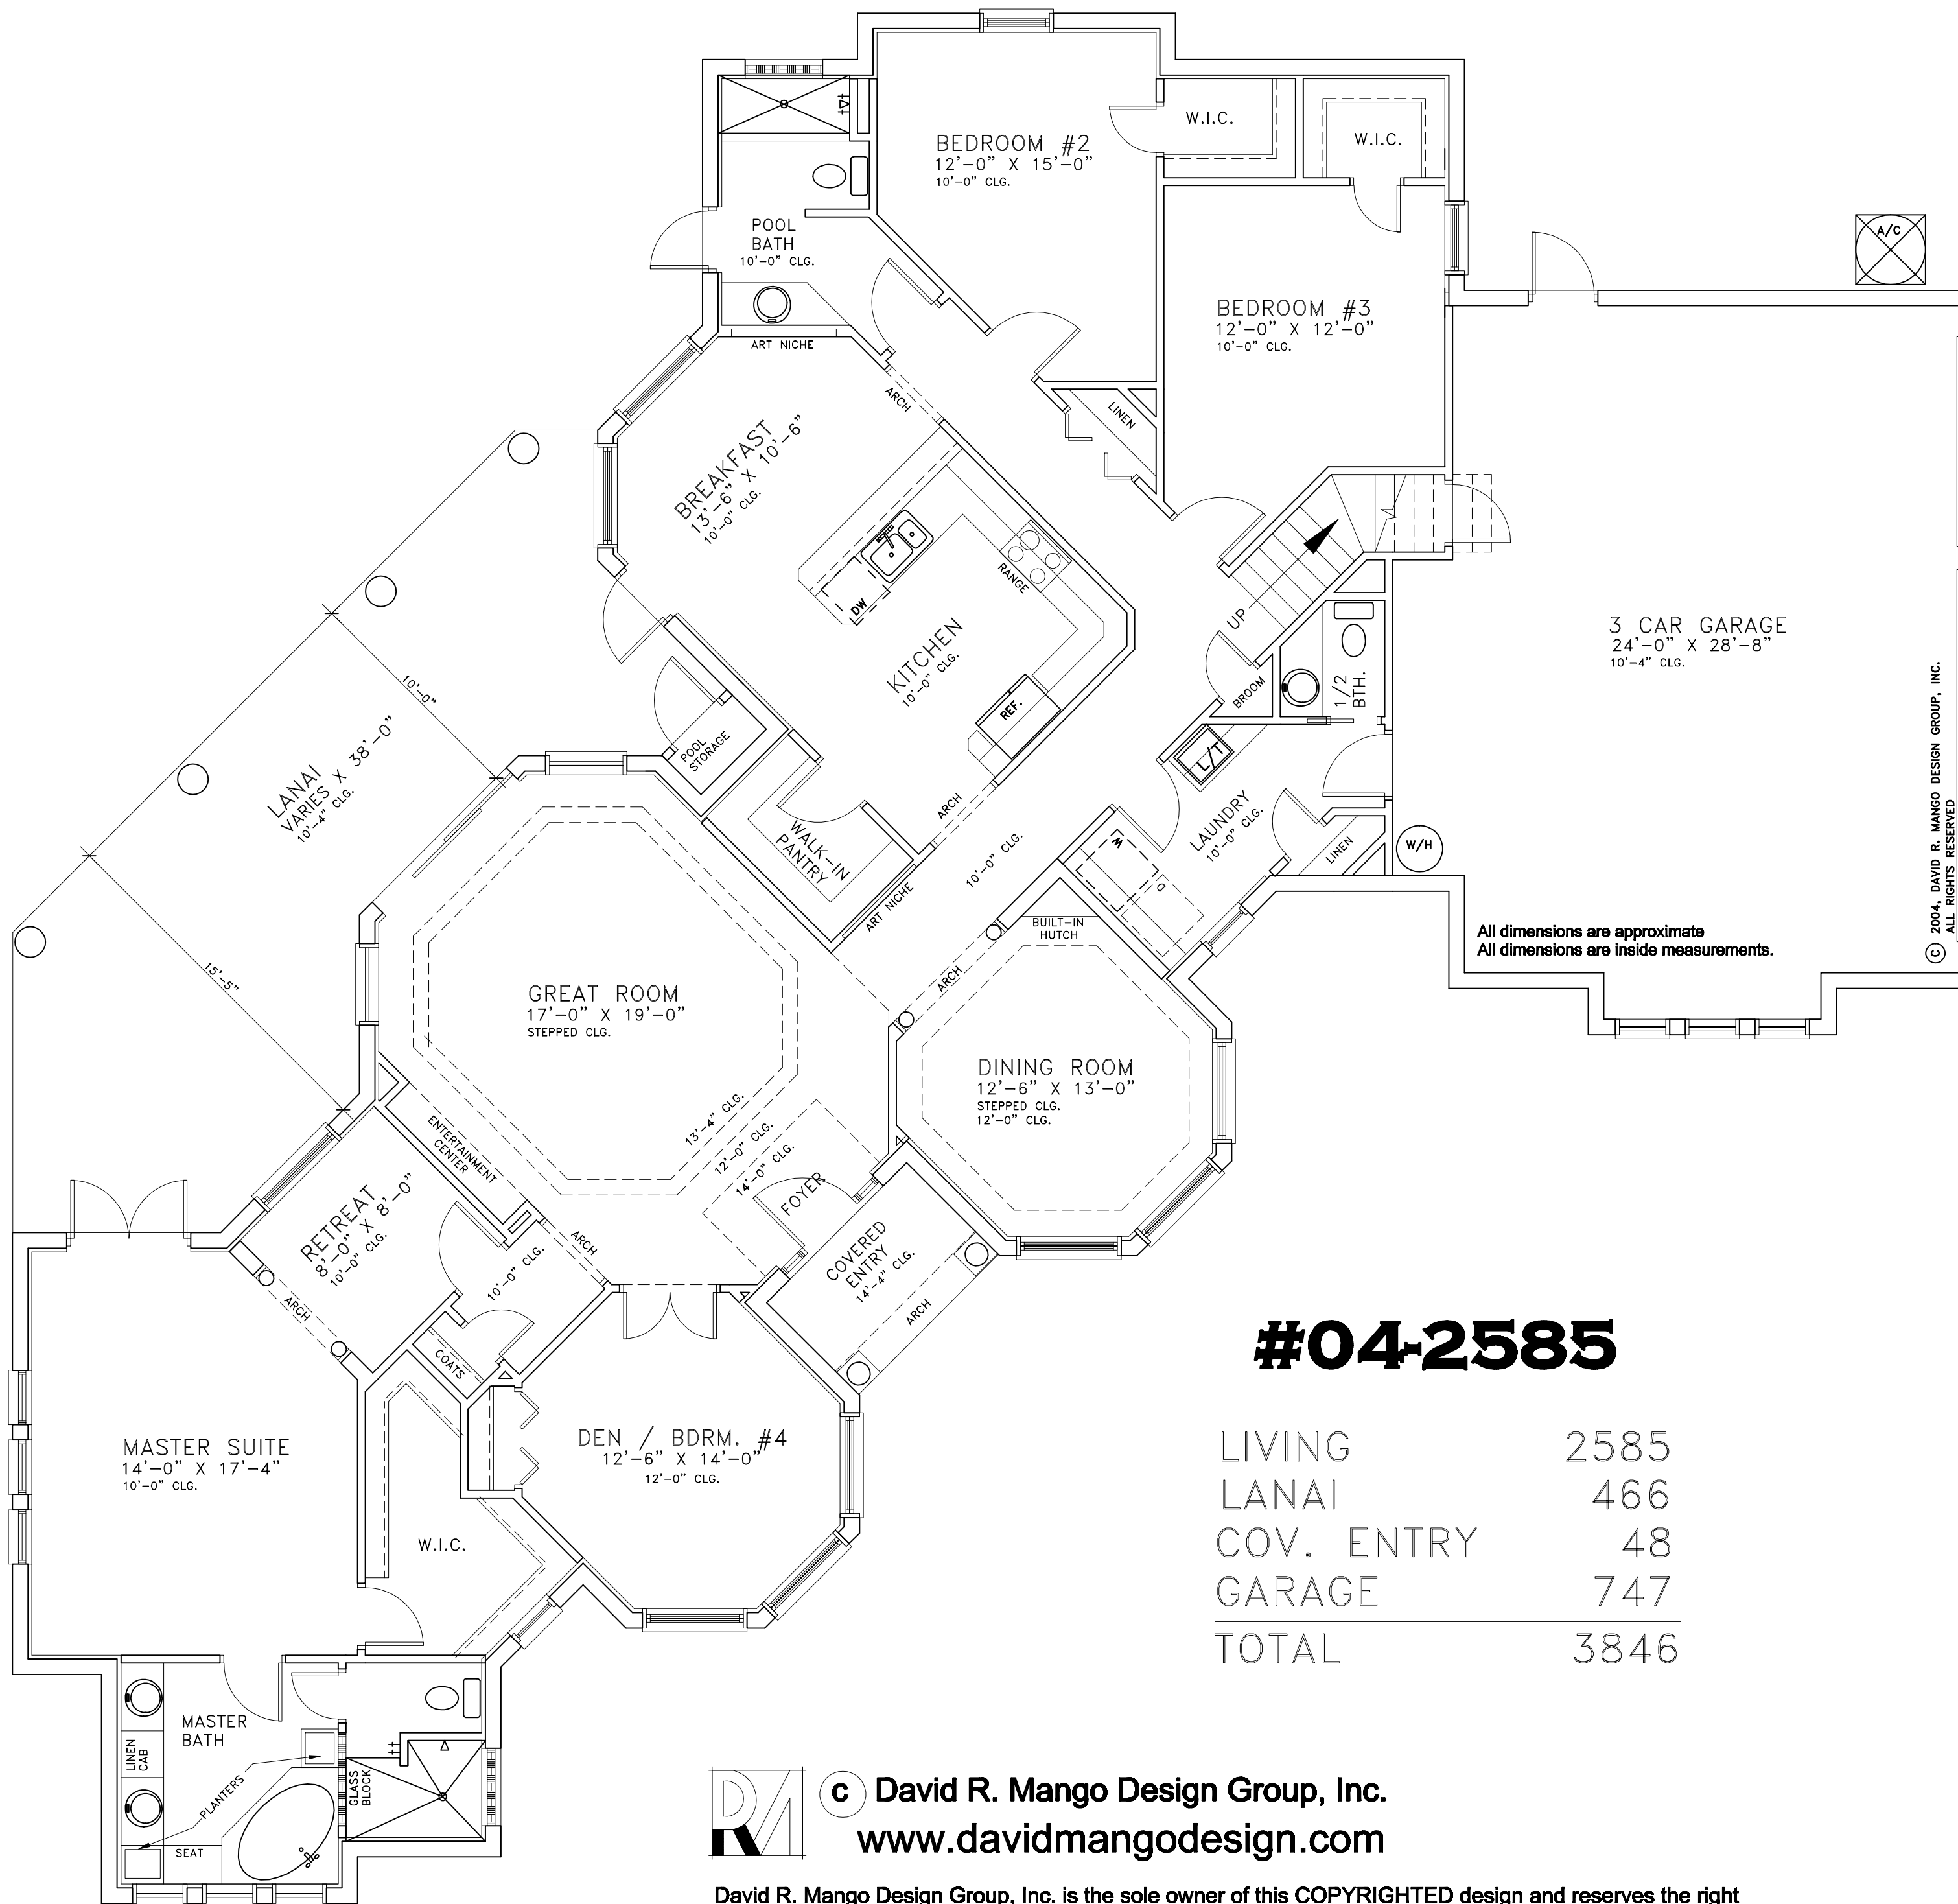 W.I.C.
W.I.C.
BEDROOM #2
12'-0" X 15'-0"
10'-0" CLG.
POOL
BATH
10'-0" CLG.
A/C
BEDROOM #3
12'-0" X 12'-0"
10'-0" CLG.
ART NICHE
ARCH
LINEN
BREAKFAST
13'-6" X 10'-6"
10'-0" CLG.
RANGE
DW
UP
KITCHEN
10'-0" CLG.
REF.
BROOM
1/2
BTH.
3 CAR GARAGE
24'-0" X 28'-8"
10'-4" CLG.
10'-0"
POOL
STORAGE
L/T
LANAI
VARIES X 38'-0"
10'-4" CLG.
WALK-IN
PANTRY
ARCH
10'-0" CLG.
LAUNDRY
10'-0" CLG.
W
D
LINEN
W/H
ART NICHE
BUILT-IN
HUTCH
ARCH
All dimensions are approximate
All dimensions are inside measurements.
c 2004, DAVID R. MANGO DESIGN GROUP, INC.
ALL RIGHTS RESERVED
15'-5"
GREAT ROOM
17'-0" X 19'-0"
STEPPED CLG.
DINING ROOM
12'-6" X 13'-0"
STEPPED CLG.
12'-0" CLG.
13'-4" CLG.
12'-0" CLG.
14'-0" CLG.
ENTERTAINMENT
CENTER
FOYER
RETREAT
8'-0" X 8'-0"
10'-0" CLG.
ARCH
10'-0" CLG.
COVERED
ENTRY
14'-4" CLG.
ARCH
ARCH
COATS
#04-2585
MASTER SUITE
14'-0" X 17'-4"
10'-0" CLG.
DEN / BDRM. #4
12'-6" X 14'-0"
12'-0" CLG.
W.I.C.
LIVING 2585
LANAI 466
COV. ENTRY 48
GARAGE 747
TOTAL 3846
MASTER
BATH
LINEN
CAB
PLANTERS
GLASS
BLOCK
SEAT
c David R. Mango Design Group, Inc.
www.davidmangodesign.com
David R. Mango Design Group, Inc. is the sole owner of this COPYRIGHTED design and reserves the right